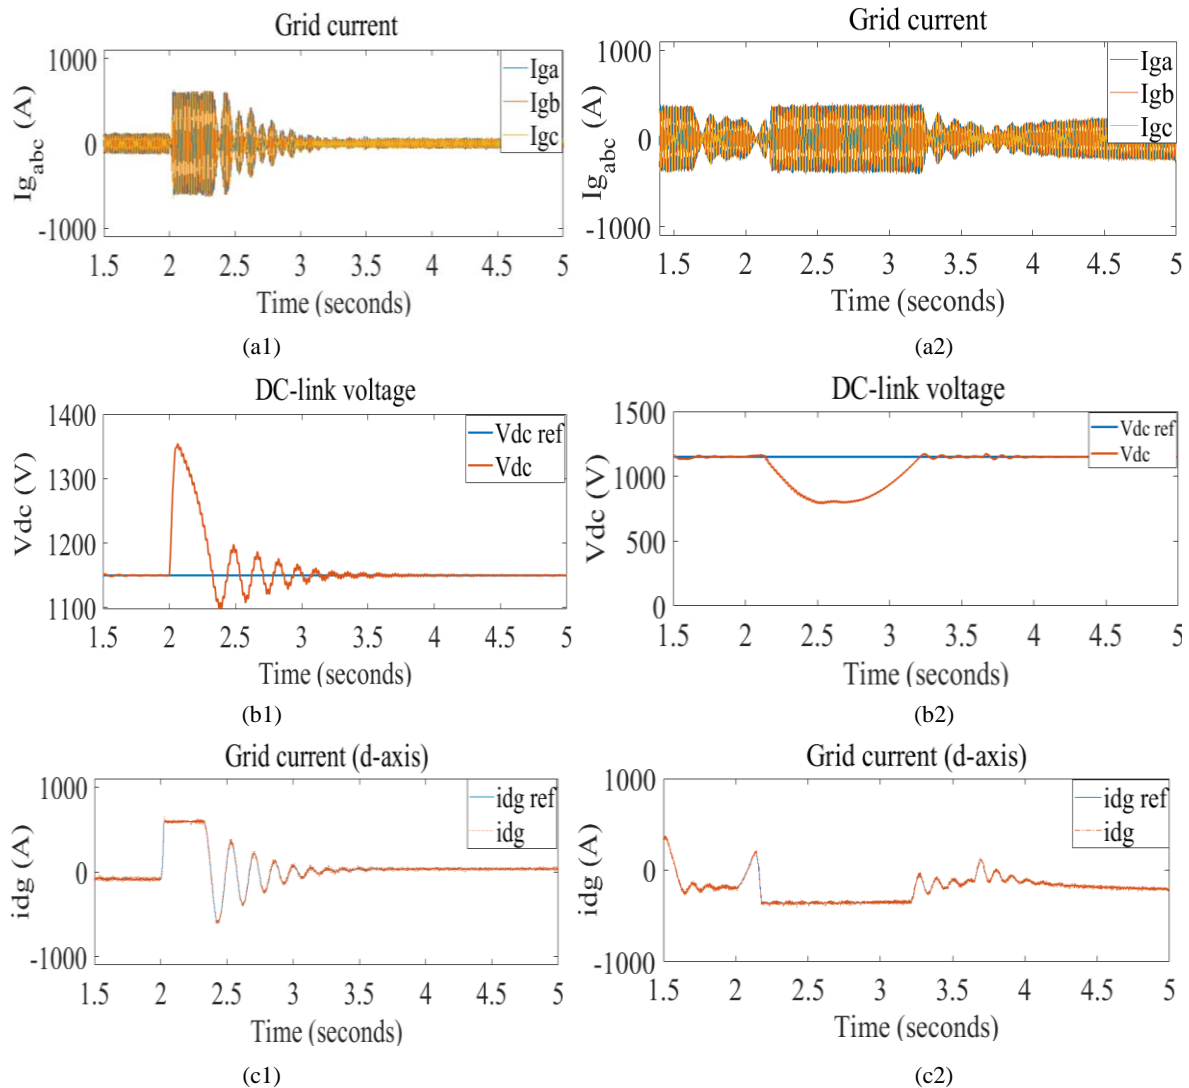 Grid current
1000
0
-1000
Ig_abc (A)
Iga
Igb
Igc
1.5 2 2.5 3 3.5 4 4.5 5
Time (seconds)
(a1)
Grid current
1000
0
-1000
Ig_abc (A)
Iga
Igb
Igc
1.5 2 2.5 3 3.5 4 4.5 5
Time (seconds)
(a2)
DC-link voltage
1400
1300
1200
1100
Vdc (V)
Vdc ref
Vdc
1.5 2 2.5 3 3.5 4 4.5 5
Time (seconds)
(b1)
DC-link voltage
1500
1000
500
0
Vdc (V)
Vdc ref
Vdc
1.5 2 2.5 3 3.5 4 4.5 5
Time (seconds)
(b2)
Grid current (d-axis)
1000
0
-1000
idg (A)
idg ref
idg
1.5 2 2.5 3 3.5 4 4.5 5
Time (seconds)
(c1)
Grid current (d-axis)
1000
0
-1000
idg (A)
idg ref
idg
1.5 2 2.5 3 3.5 4 4.5 5
Time (seconds)
(c2)